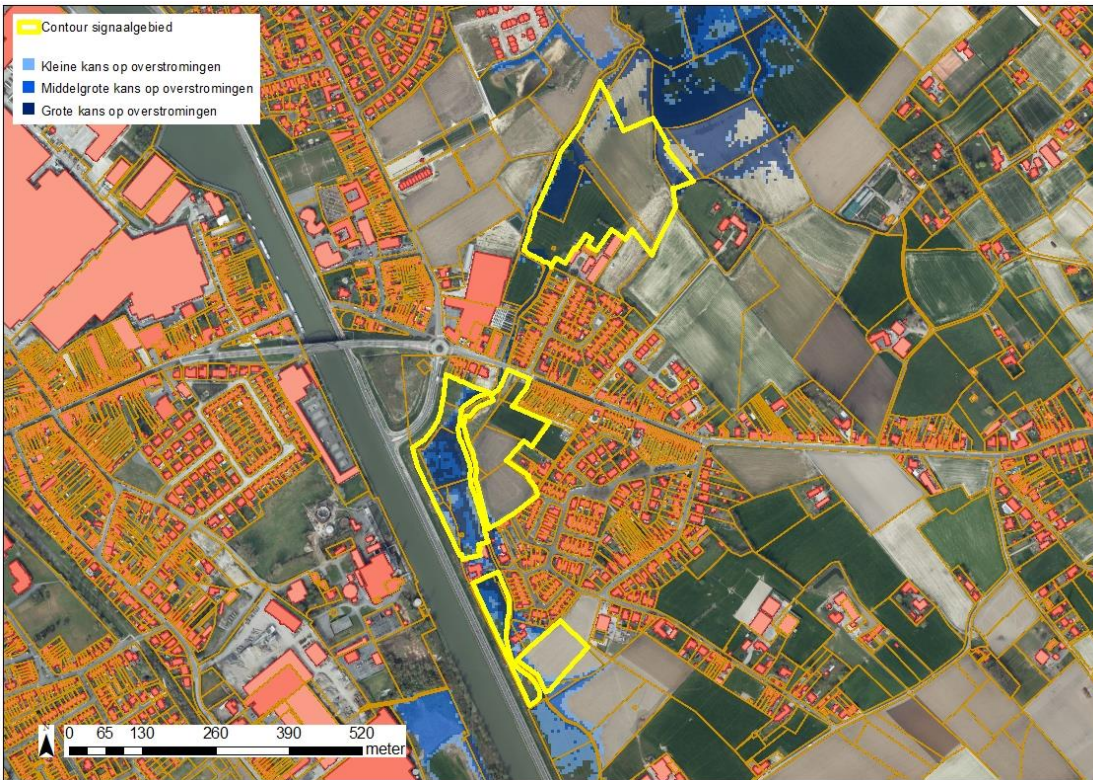 Contour signaalgebied
Kleine kans op overstromingen
Middelgrote kans op overstromingen
Grote kans op overstromingen
0 65 130 260 390 520
meter